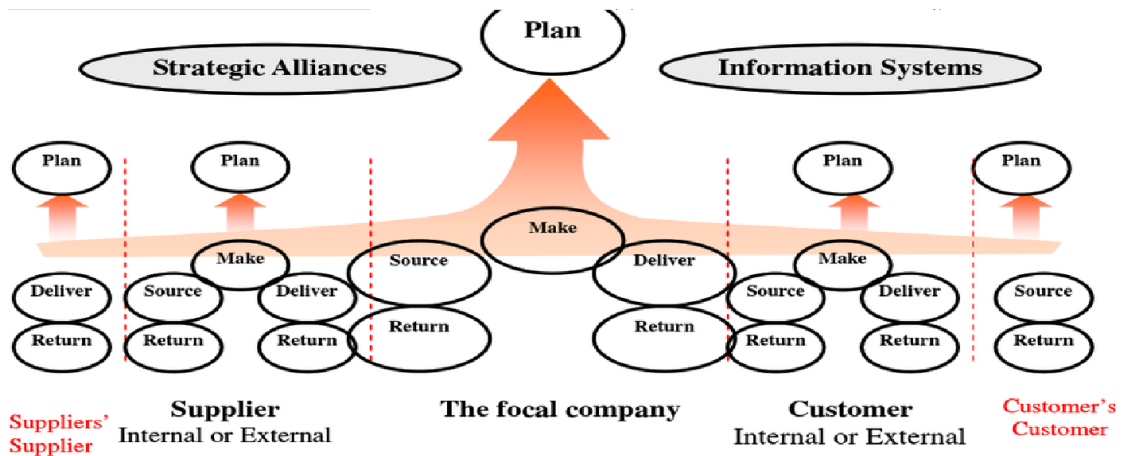 Plan
Strategic Alliances
Information Systems
Plan
Plan
Plan
Plan
Make
Make
Source
Deliver
Make
Deliver
Source
Deliver
Source
Deliver
Source
Return
Return
Return
Return
Return
Return
Return
Return
Suppliers'
Supplier
Supplier
Internal or External
The focal company
Customer
Internal or External
Customer's
Customer